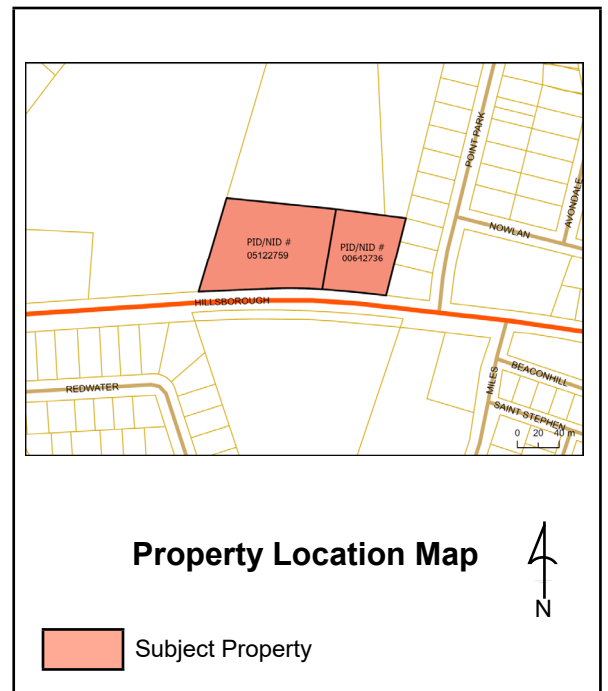 POINT PARK
AVONDALE
NOWLAN
PID/NID #
05122759
PID/NID #
00642736
HILLSBOROUGH
BEACONHILL
MILES
REDWATER
SAINT STEPHEN
0 20 40 m
Property Location Map
N
Subject Property